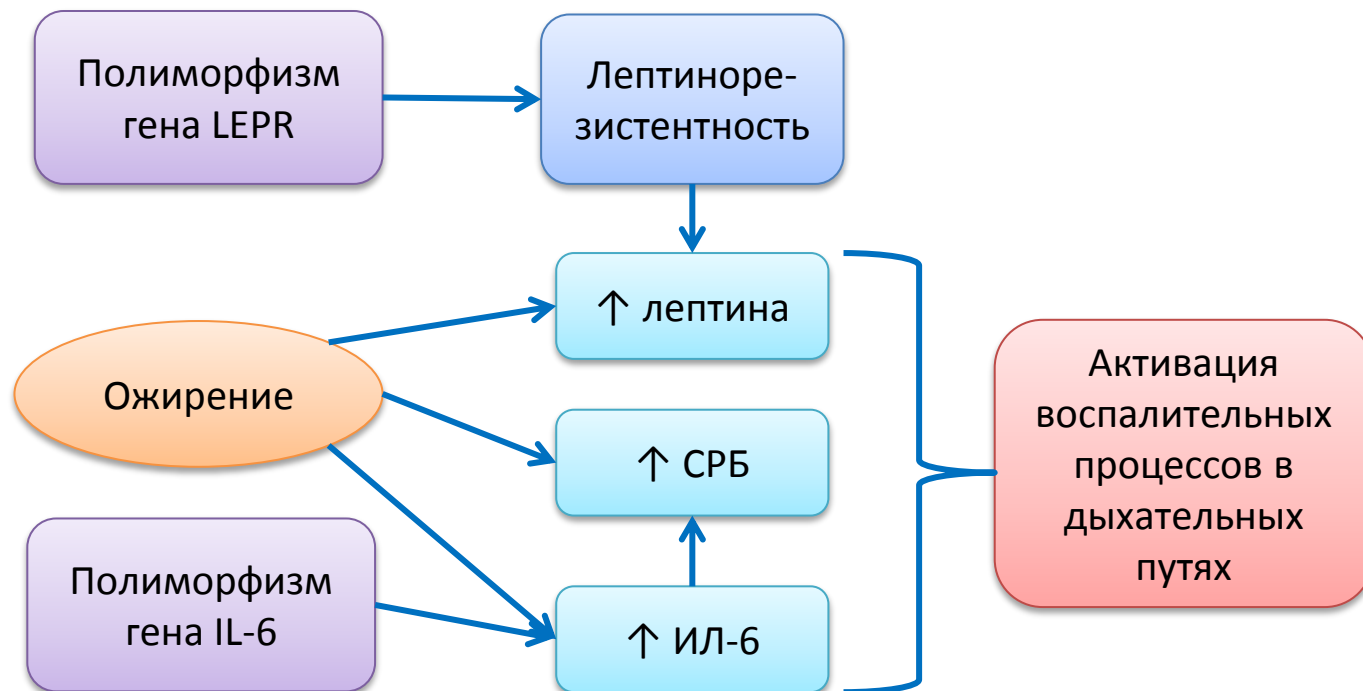 Полиморфизм
гена LEPR
Лептиноре-
зистентность
↑ лептина
Ожирение
↑ СРБ
Полиморфизм
гена IL-6
↑ ИЛ-6
Активация
воспалительных
процессов в
дыхательных
путях